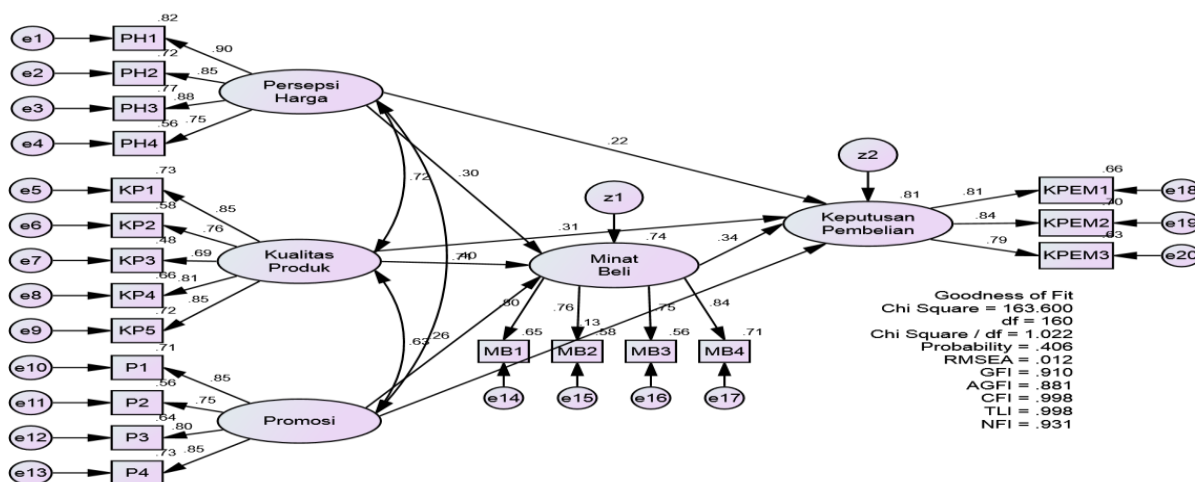 .82
e1
PH1
.90
.72
e2
PH2
.85
.77
e3
PH3
.88
.56
e4
PH4
.75
Persepsi
Harga
.73
e5
KP1
.85
.58
e6
KP2
.76
.48
e7
KP3
.69
.66
e8
KP4
.81
.72
e9
KP5
.85
Kualitas
Produk
.71
e10
P1
.85
.56
e11
P2
.75
.64
e12
P3
.80
.73
e13
P4
.85
Promosi
.72
.63
.30
.22
.31
.26
.13
.34
z1
.74
Minat
Beli
.80
.76
.75
.84
.65
MB1
.58
MB2
.56
MB3
.71
MB4
e14
e15
e16
e17
z2
.81
Keputusan
Pembelian
.81
.66
KPEM1
e18
.84
.70
KPEM2
e19
.79
.63
KPEM3
e20
Goodness of Fit
Chi Square = 163.600
df = 160
Chi Square / df = 1.022
Probability = .406
RMSEA = .012
GFI = .910
AGFI = .881
CFI = .998
TLI = .998
NFI = .931